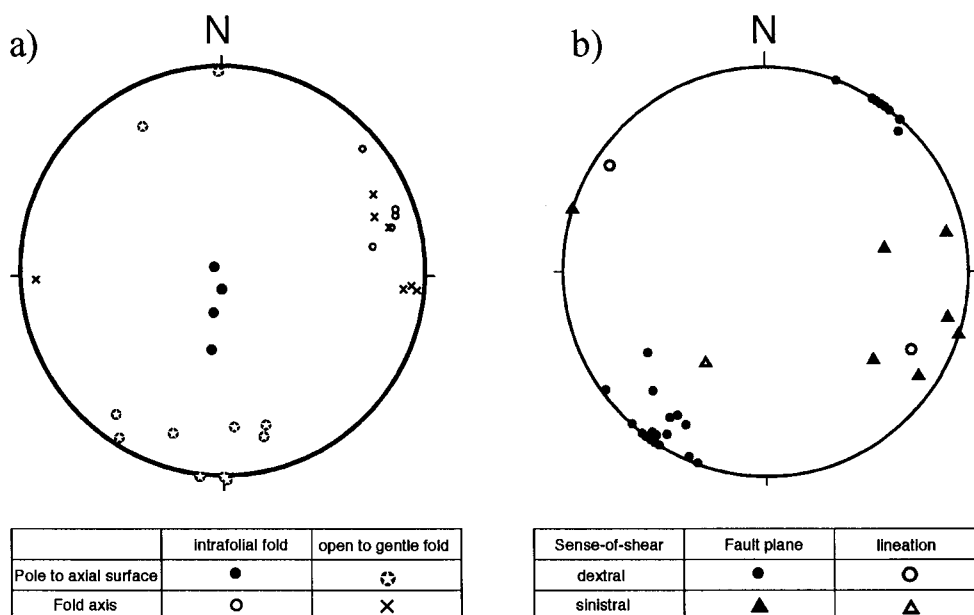 a)
N
b)
N
intrafolial fold open to gentle fold
Pole to axial surface
Fold axis
Sense-of-shear Fault plane lineation
dextral
sinistral